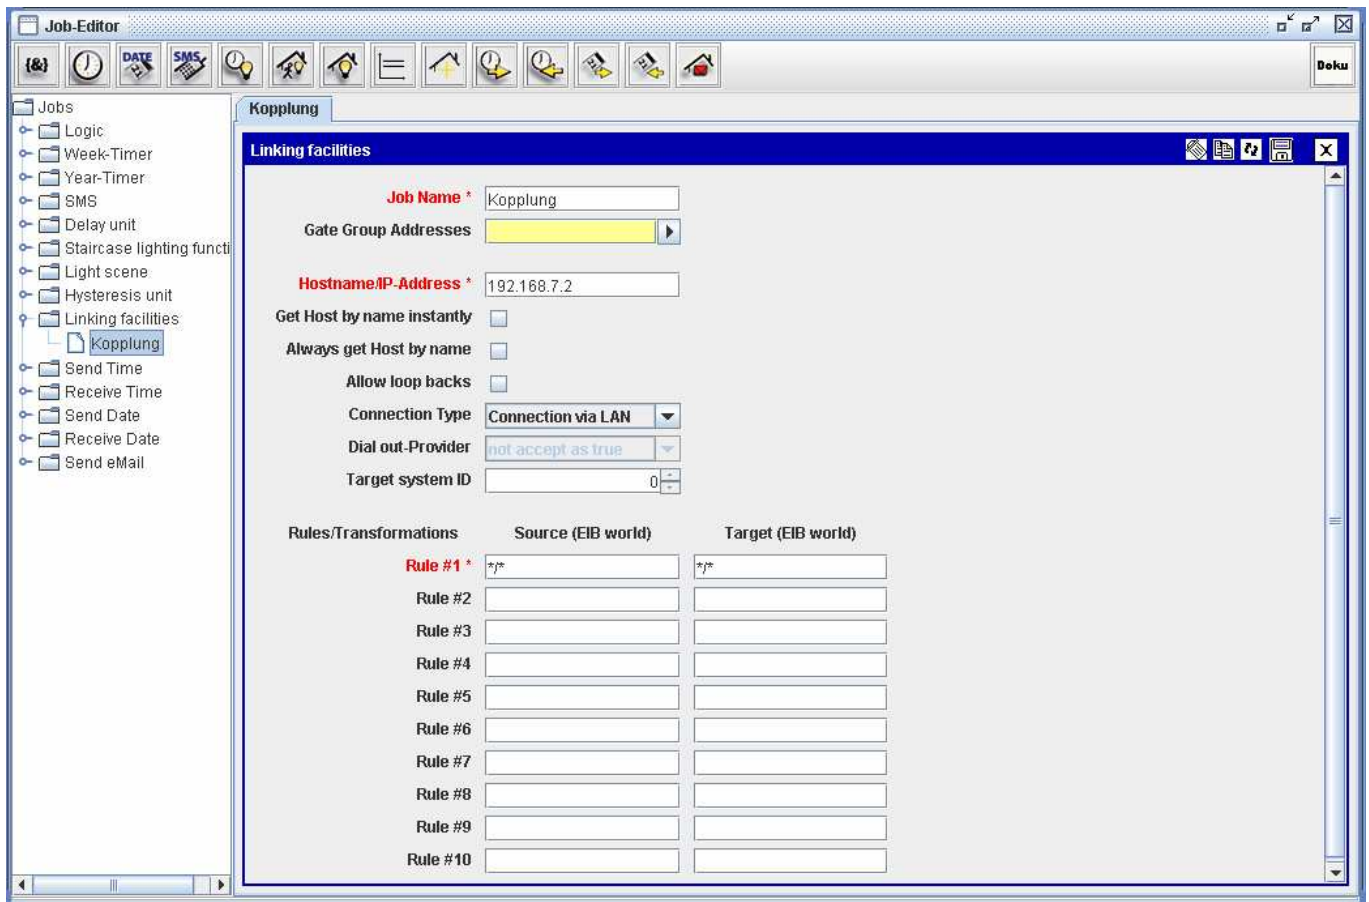 Job-Editor
{&} DATE SMS Doku
Jobs
Logic
Week-Timer
Year-Timer
SMS
Delay unit
Staircase lighting functi
Light scene
Hysteresis unit
Linking facilities
Kopplung
Send Time
Receive Time
Send Date
Receive Date
Send eMail
Kopplung
Linking facilities
Job Name * Kopplung
Gate Group Addresses
Hostname/IP-Address * 192.168.7.2
Get Host by name instantly
Always get Host by name
Allow loop backs
Connection Type Connection via LAN
Dial out-Provider not accept as true
Target system ID 0
Rules/Transformations Source (EIB world) Target (EIB world)
Rule #1 * */* */*
Rule #2
Rule #3
Rule #4
Rule #5
Rule #6
Rule #7
Rule #8
Rule #9
Rule #10